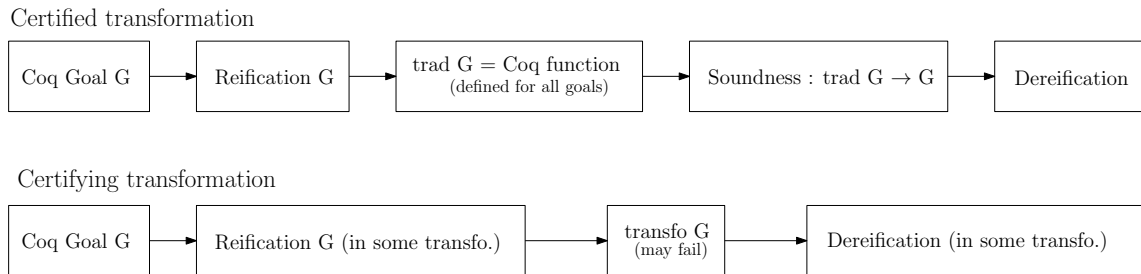 Certified transformation
Coq Goal G
Reification G
trad G = Coq function
(defined for all goals)
Soundness : trad G → G
Dereification
Certifying transformation
Coq Goal G
Reification G (in some transfo.)
transfo G
(may fail)
Dereification (in some transfo.)